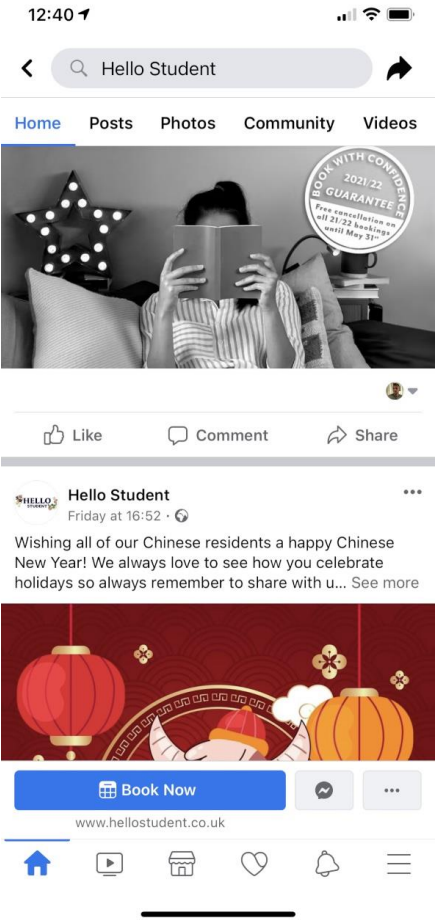 12:40
Hello Student
Home Posts Photos Community Videos
BOOK WITH CONFIDENCE
2021/22
GUARANTEE
Free cancellation on
all 21/22 bookings
until May 31st
Like Comment Share
HELLO
STUDENT
Hello Student
Friday at 16:52 ·
Wishing all of our Chinese residents a happy Chinese
New Year! We always love to see how you celebrate
holidays so always remember to share with u... See more
Book Now
www.hellostudent.co.uk